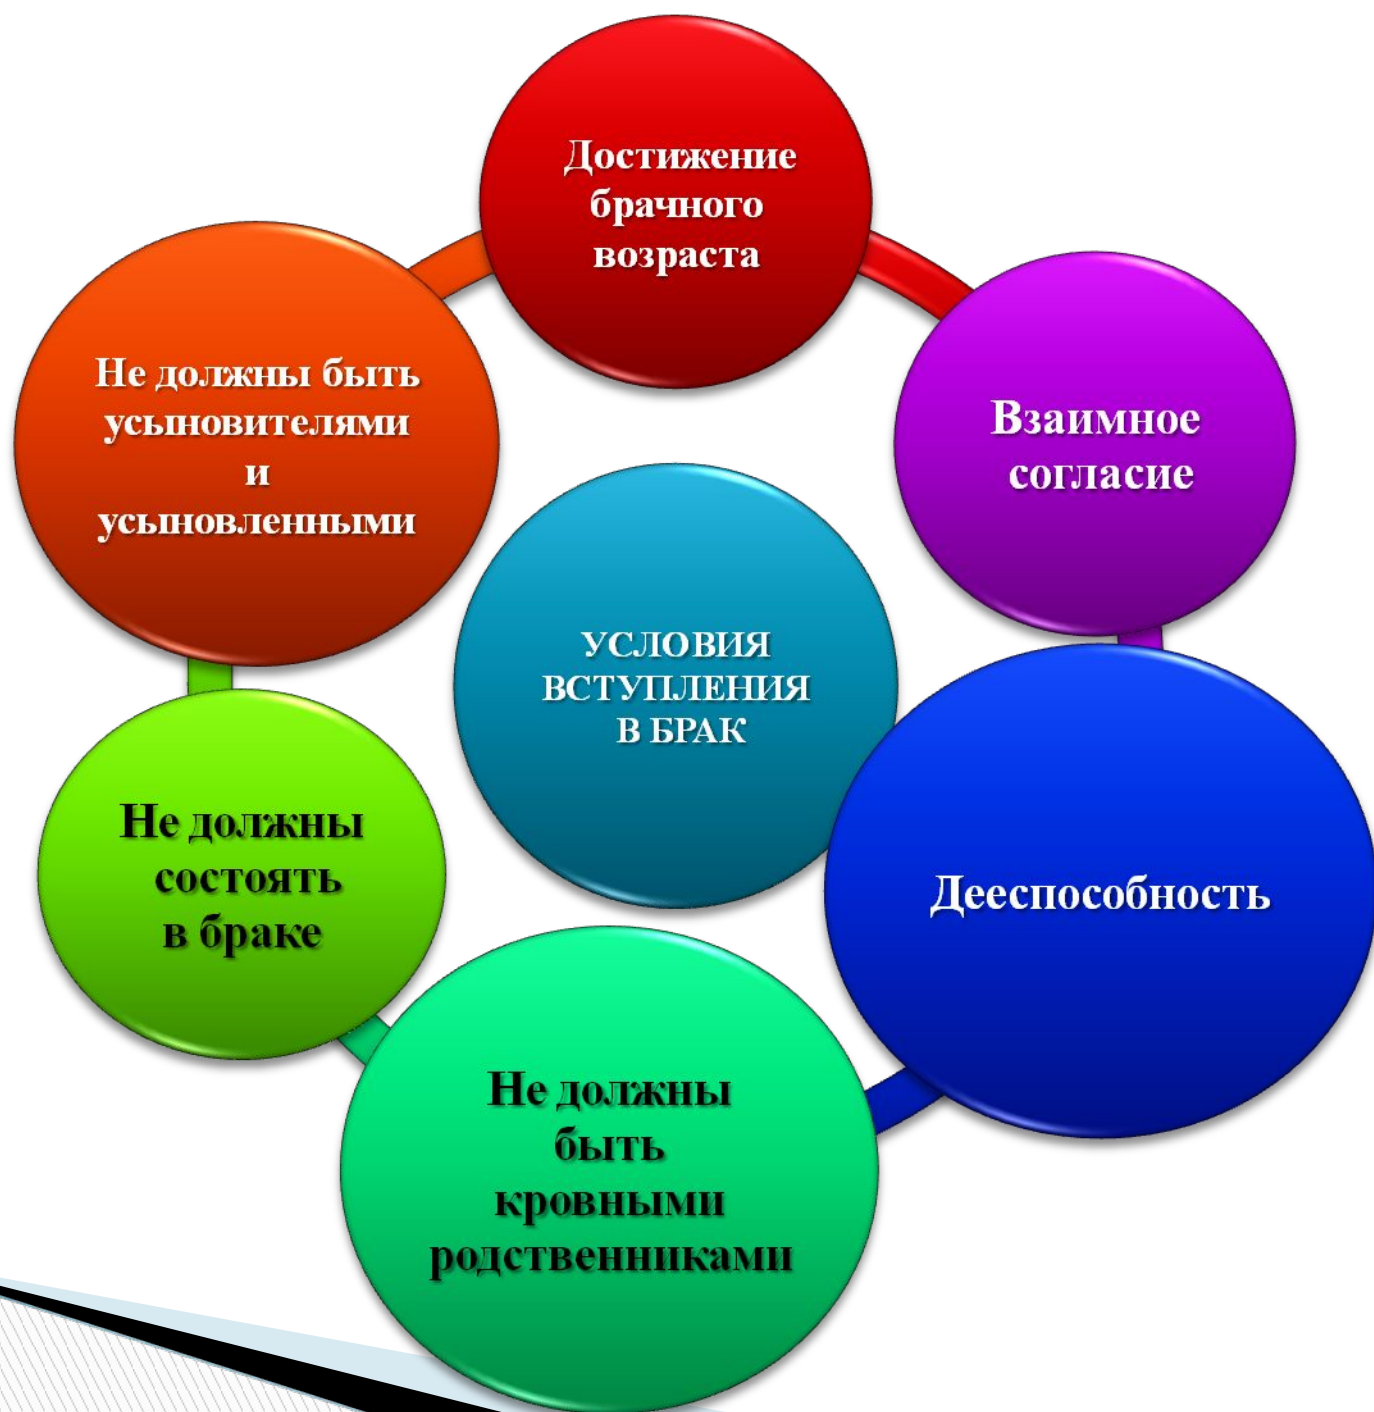 Достижение
брачного
возраста
Взаимное
согласие
Дееспособность
Не должны
быть
кровными
родственниками
Не должны
состоять
в браке
Не должны быть
усыновителями
и
усыновленными
УСЛОВИЯ
ВСТУПЛЕНИЯ
В БРАК